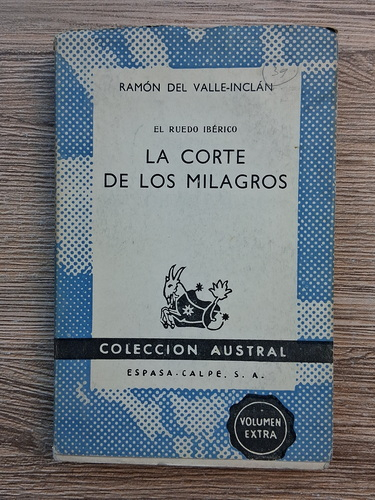 RAMÓN DEL VALLE-INCLÁN
EL RUEDO IBÉRICO
LA CORTE
DE LOS MILAGROS
COLECCION AUSTRAL
ESPASA-CALPE, S. A.
VOLUMEN
EXTRA